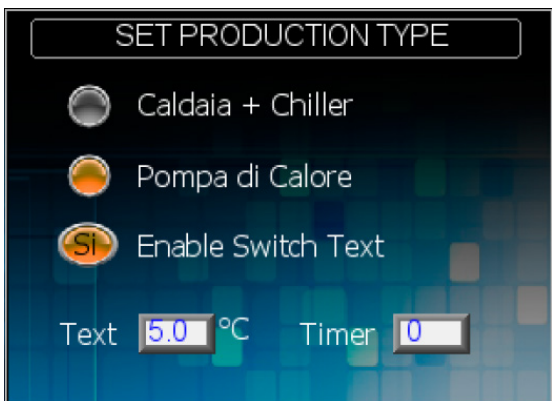 SET PRODUCTION TYPE
Caldaia + Chiller
Pompa di Calore
Si Enable Switch Text
Text 5.0 °C Timer 0